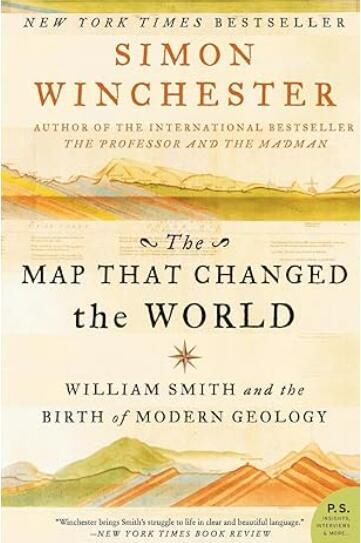 NEW YORK TIMES BESTSELLER
SIMON
WINCHESTER
AUTHOR OF THE INTERNATIONAL BESTSELLER
THE PROFESSOR AND THE MADMAN
The
MAP THAT CHANGED
the WORLD
WILLIAM SMITH and the
BIRTH of MODERN GEOLOGY
P.S.
INSIGHTS,
INTERVIEWS
& MORE...
"Winchester brings Smith's struggle to life in clear and beautiful language."
—NEW YORK TIMES BOOK REVIEW